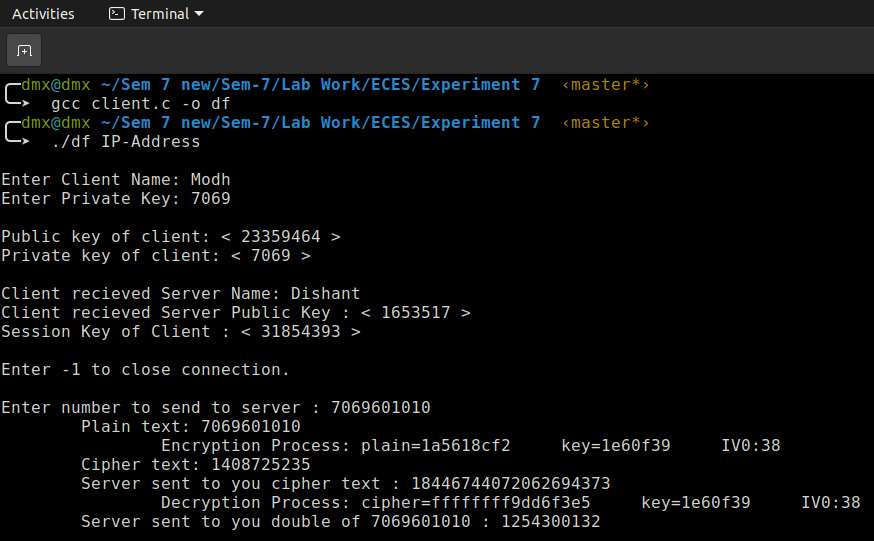 Activities Terminal
dmx@dmx ~/Sem 7 new/Sem-7/Lab Work/ECES/Experiment 7 ‹master*›
➤ gcc client.c -o df
dmx@dmx ~/Sem 7 new/Sem-7/Lab Work/ECES/Experiment 7 ‹master*›
➤ ./df IP-Address
Enter Client Name: Modh
Enter Private Key: 7069
Public key of client: < 23359464 >
Private key of client: < 7069 >
Client recieved Server Name: Dishant
Client recieved Server Public Key : < 1653517 >
Session Key of Client : < 31854393 >
Enter -1 to close connection.
Enter number to send to server : 7069601010
Plain text: 7069601010
Encryption Process: plain=1a5618cf2 key=1e60f39 IV0:38
Cipher text: 1408725235
Server sent to you cipher text : 18446744072062694373
Decryption Process: cipher=ffffffff9dd6f3e5 key=1e60f39 IV0:38
Server sent to you double of 7069601010 : 1254300132